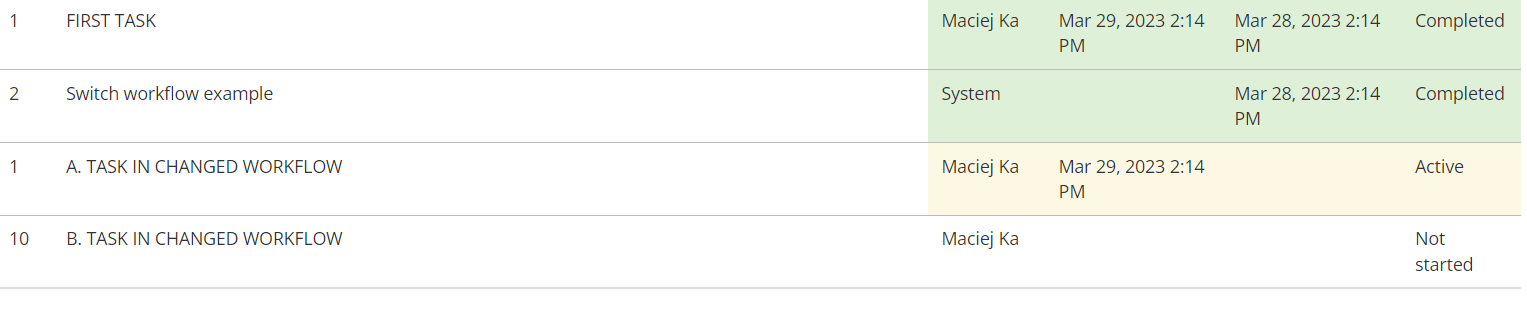 1 FIRST TASK Maciej Ka Mar 29, 2023 2:14 Mar 28, 2023 2:14 Completed
PM PM
2 Switch workflow example System Mar 28, 2023 2:14 Completed
PM
1 A. TASK IN CHANGED WORKFLOW Maciej Ka Mar 29, 2023 2:14 Active
PM
10 B. TASK IN CHANGED WORKFLOW Maciej Ka Not
started